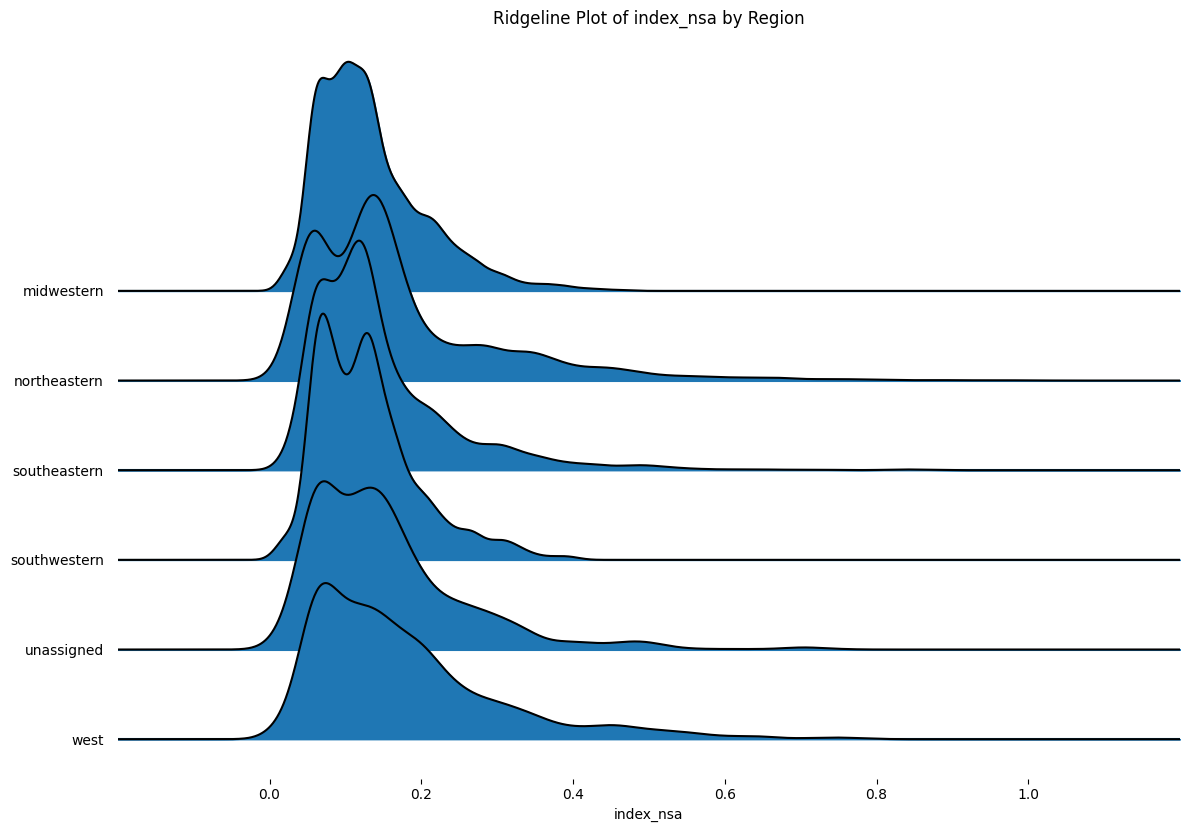 Ridgeline Plot of index_nsa by Region
midwestern
northeastern
southeastern
southwestern
unassigned
west
0.0 0.2 0.4 0.6 0.8 1.0
index_nsa